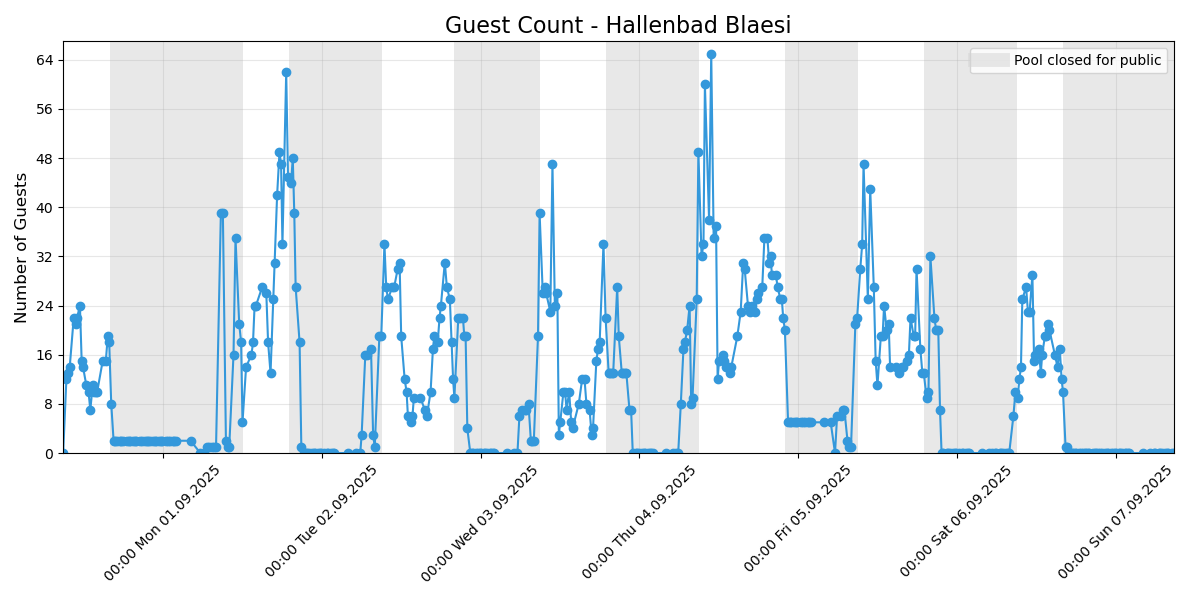 Guest Count - Hallenbad Blaesi
Pool closed for public
Number of Guests
64
56
48
40
32
24
16
8
0
00:00 Mon 01.09.2025
00:00 Tue 02.09.2025
00:00 Wed 03.09.2025
00:00 Thu 04.09.2025
00:00 Fri 05.09.2025
00:00 Sat 06.09.2025
00:00 Sun 07.09.2025